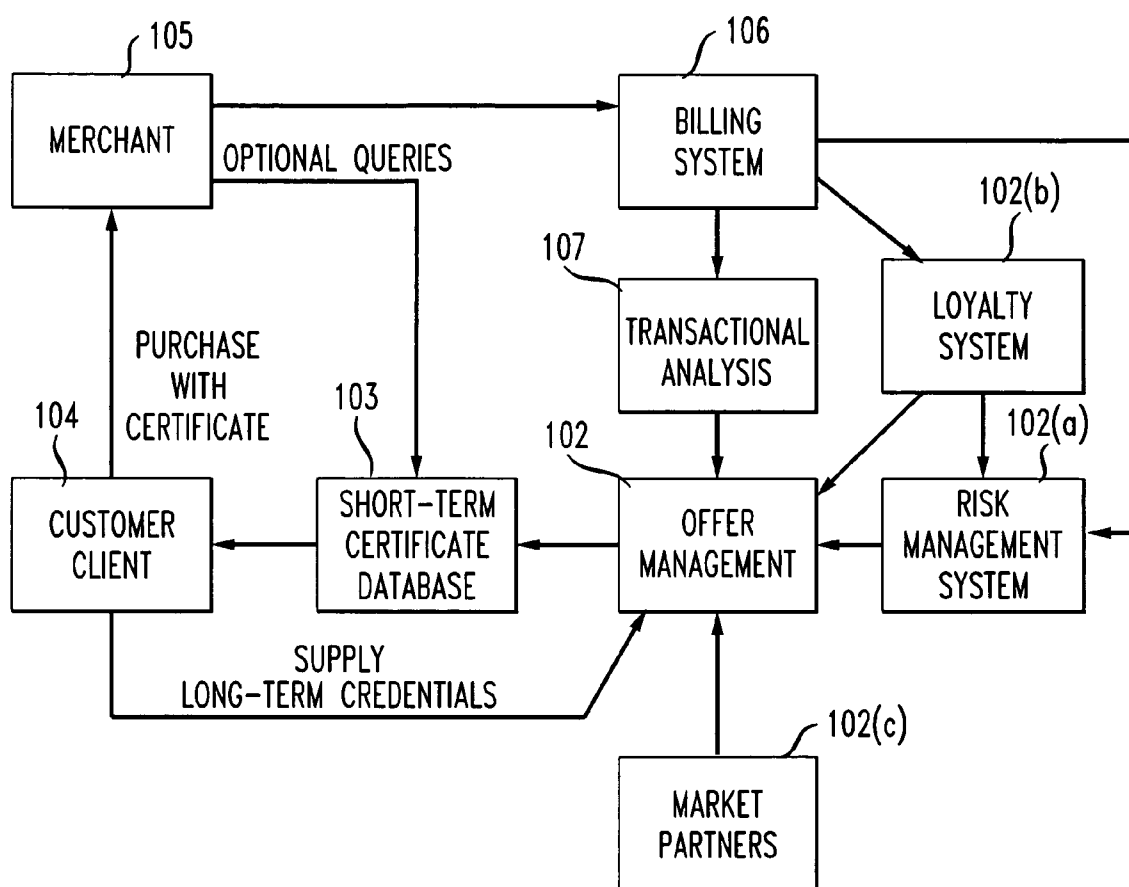 105
MERCHANT
OPTIONAL QUERIES
106
BILLING
SYSTEM
102(b)
LOYALTY
SYSTEM
107
TRANSACTIONAL
ANALYSIS
PURCHASE
WITH
CERTIFICATE
104
CUSTOMER
CLIENT
103
SHORT-TERM
CERTIFICATE
DATABASE
102
OFFER
MANAGEMENT
102(a)
RISK
MANAGEMENT
SYSTEM
SUPPLY
LONG-TERM CREDENTIALS
102(c)
MARKET
PARTNERS